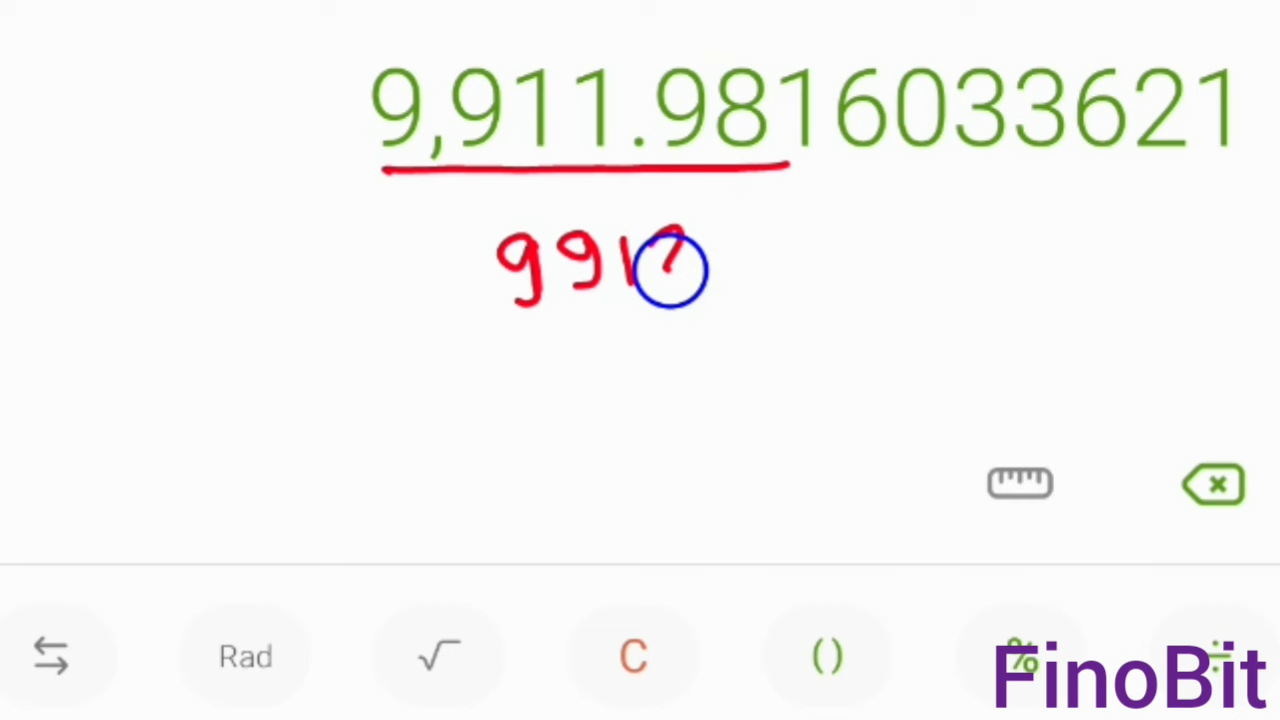 9,911.9816033621
991
Rad
√
C
()
%
÷
FinoBit